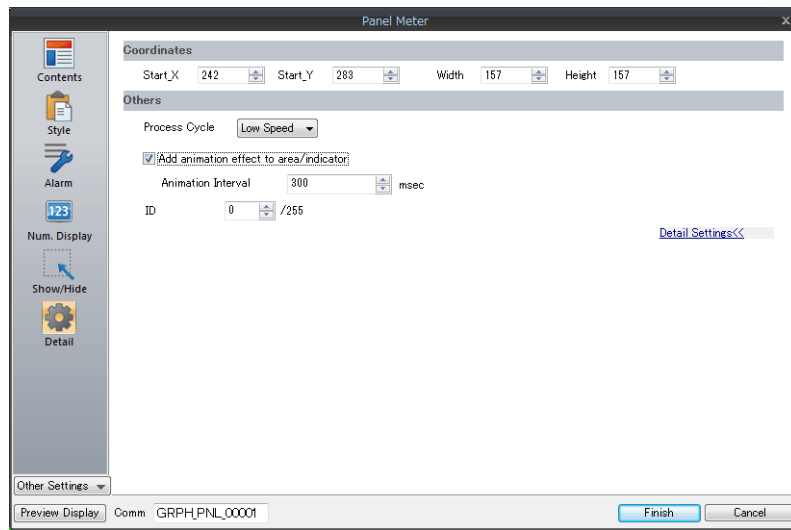 Panel Meter
x
Contents
Style
Alarm
123
Num. Display
Show/Hide
Detail
Other Settings
Coordinates
Start_X 242 Start_Y 283 Width 157 Height 157
Others
Process Cycle Low Speed
Add animation effect to area/indicator
Animation Interval 300 msec
ID 0 /255
Detail Settings<<
Preview Display Comm GRPH_PNL_00001 Finish Cancel